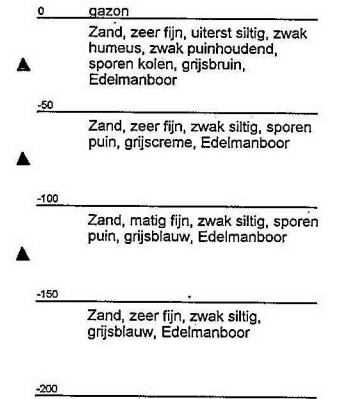 0 gazon
Zand, zeer fijn, uiterst siltig, zwak
humeus, zwak puinhoudend,
sporen kolen, grijsbruin,
Edelmanboor
-50
Zand, zeer fijn, zwak siltig, sporen
puin, grijscreme, Edelmanboor
-100
Zand, matig fijn, zwak siltig, sporen
puin, grijsblauw, Edelmanboor
-150
Zand, zeer fijn, zwak siltig,
grijsblauw, Edelmanboor
-200